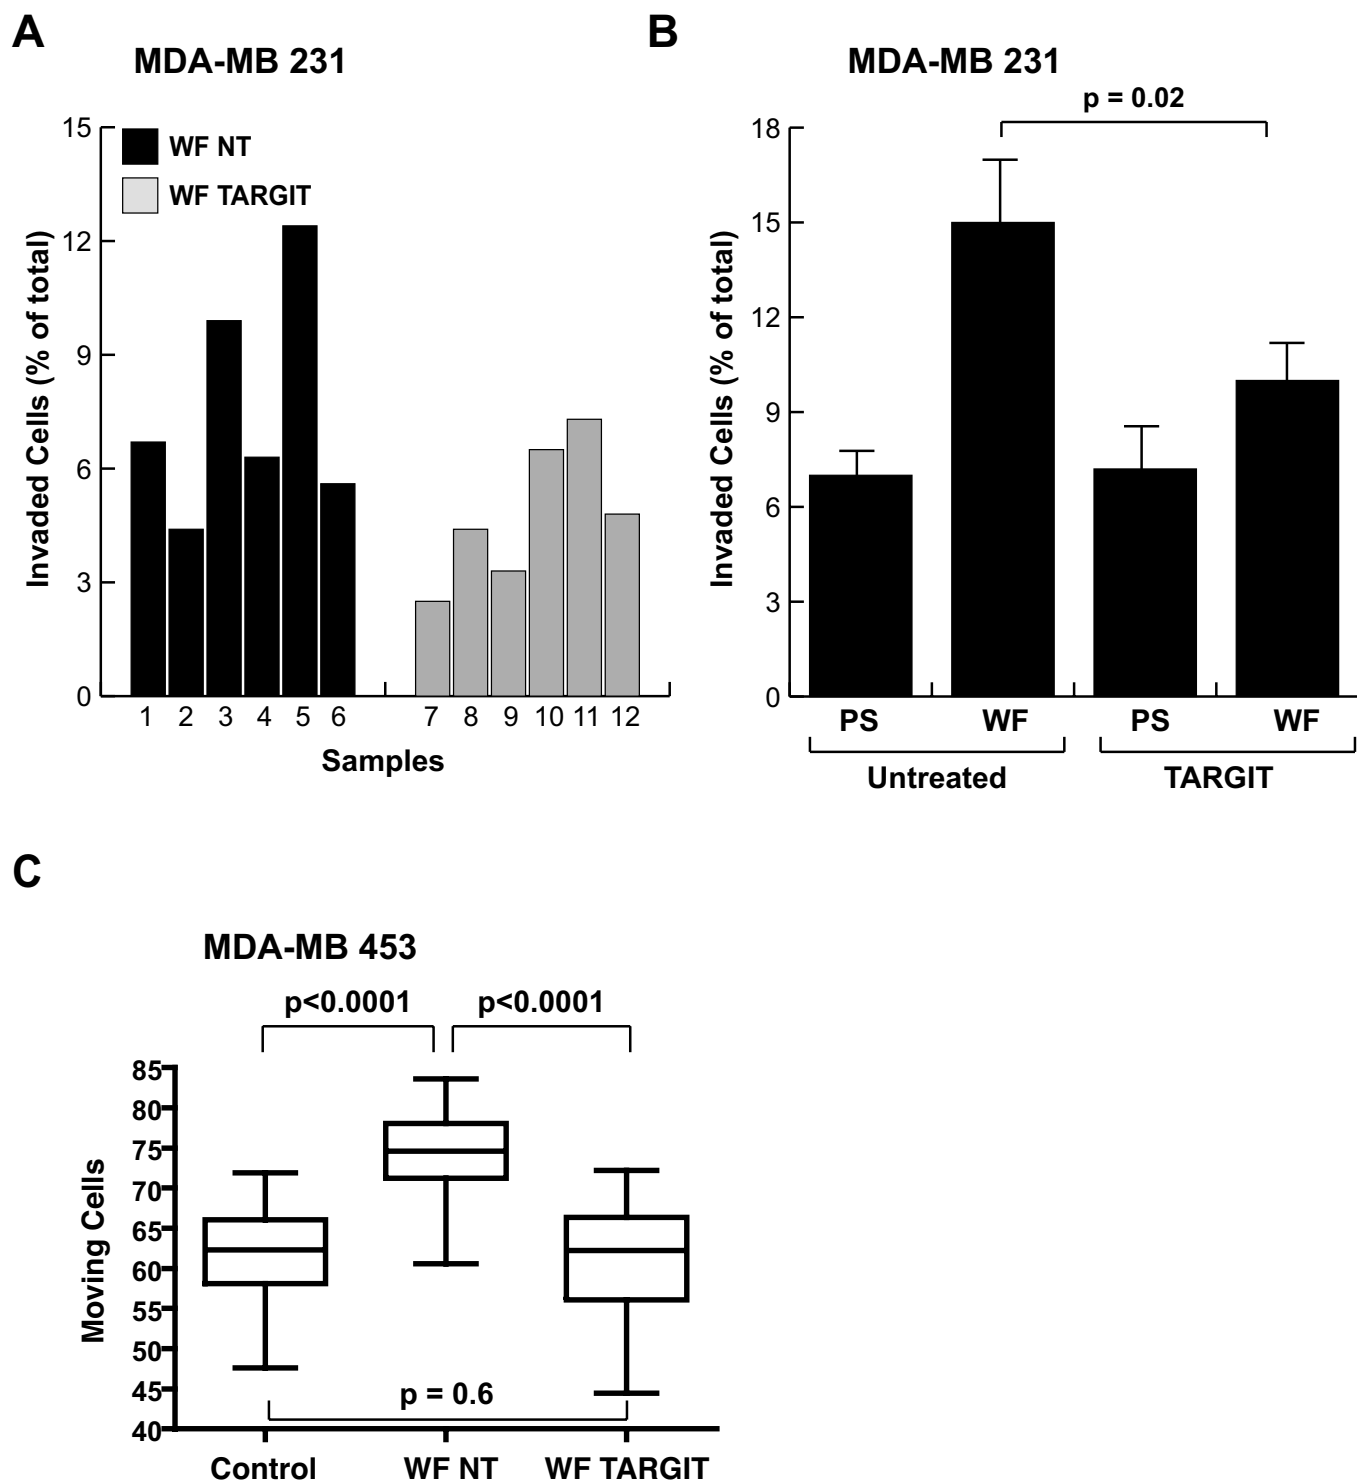 A
MDA-MB 231
15
12
9
6
3
0
WF NT
WF TARGIT
Invaded Cells (% of total)
1 2 3 4 5 6 7 8 9 10 11 12
Samples
B
MDA-MB 231
p = 0.02
18
15
12
9
6
3
0
Invaded Cells (% of total)
PS WF PS WF
Untreated TARGIT
C
MDA-MB 453
p<0.0001 p<0.0001
85
80
75
70
65
60
55
50
45
40
Moving Cells
p = 0.6
Control WF NT WF TARGIT